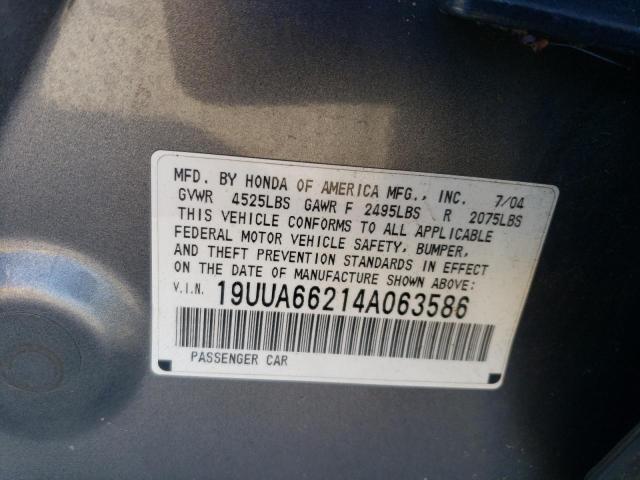 MFD. BY HONDA OF AMERICA MFG., INC. 7/04
GVWR 4525LBS GAWR F 2495LBS R 2075LBS
THIS VEHICLE CONFORMS TO ALL APPLICABLE
FEDERAL MOTOR VEHICLE SAFETY, BUMPER,
AND THEFT PREVENTION STANDARDS IN EFFECT
ON THE DATE OF MANUFACTURE SHOWN ABOVE:
V.I.N. 19UUA66214A063586
PASSENGER CAR